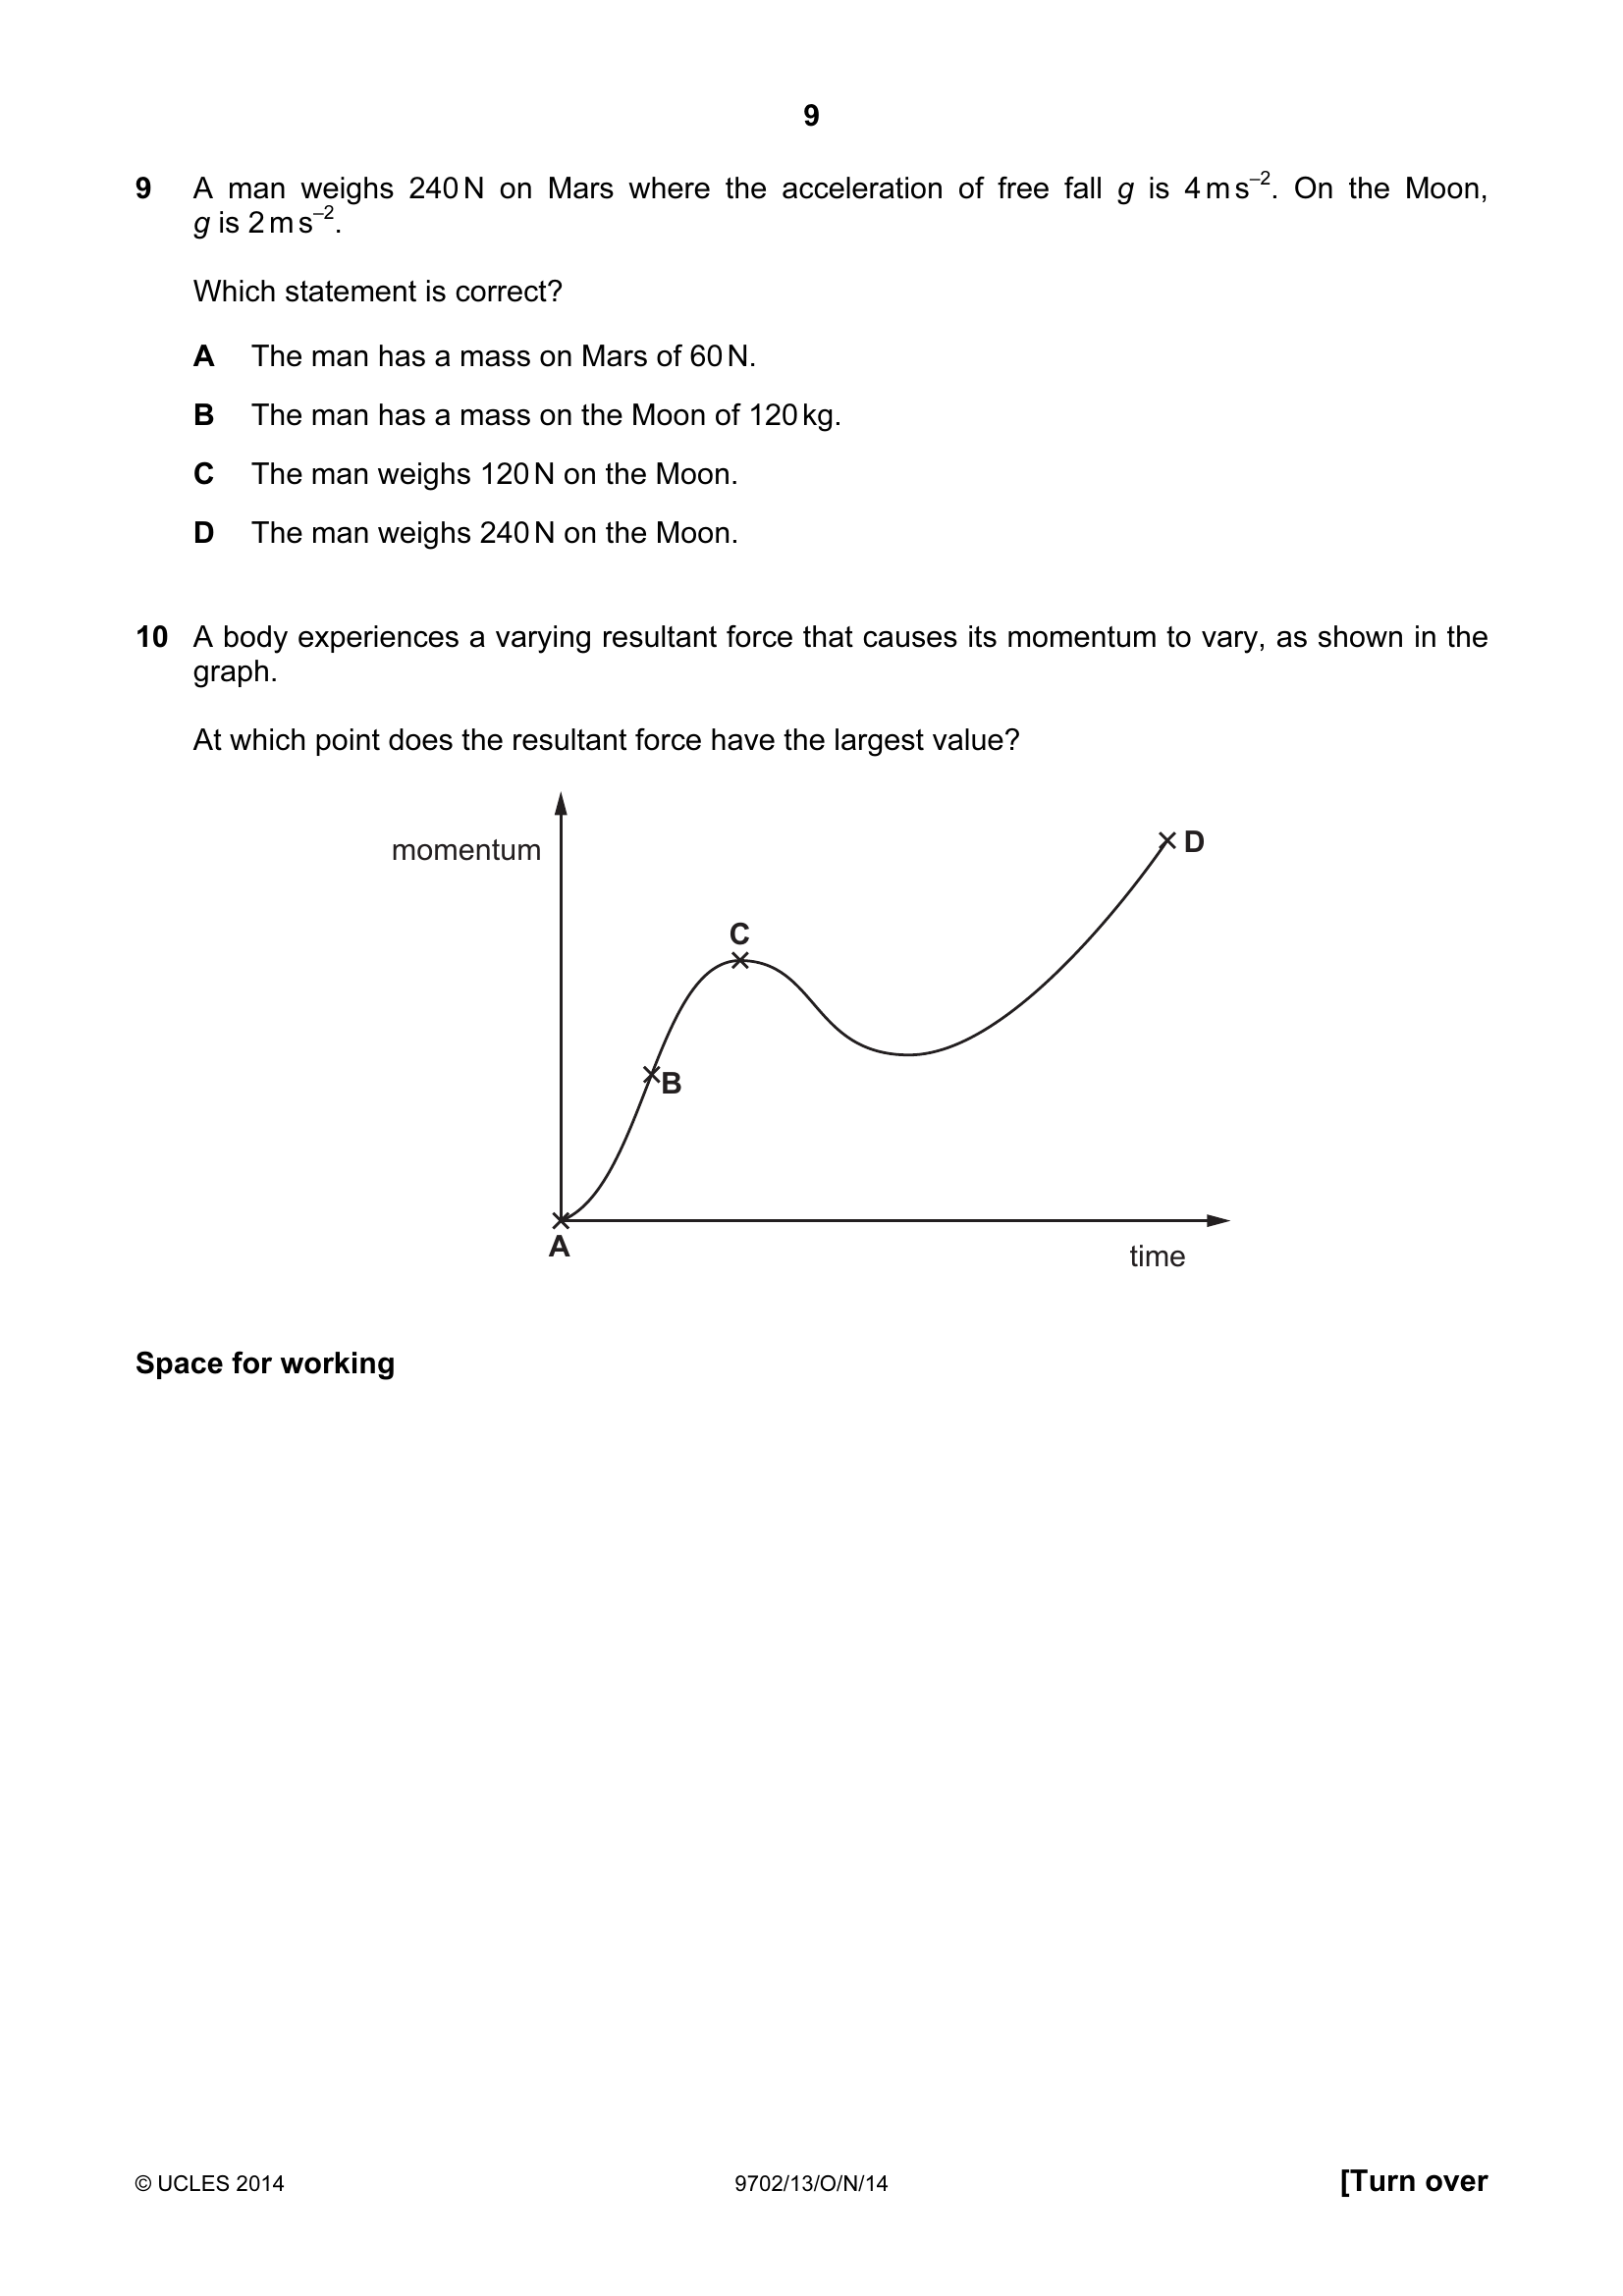 9
9 A man weighs 240 N on Mars where the acceleration of free fall g is 4 m s⁻². On the Moon,
g is 2 m s⁻².
Which statement is correct?
A The man has a mass on Mars of 60 N.
B The man has a mass on the Moon of 120 kg.
C The man weighs 120 N on the Moon.
D The man weighs 240 N on the Moon.
10 A body experiences a varying resultant force that causes its momentum to vary, as shown in the
graph.
At which point does the resultant force have the largest value?
momentum
D
C
B
A
time
Space for working
© UCLES 2014
9702/13/O/N/14
[Turn over